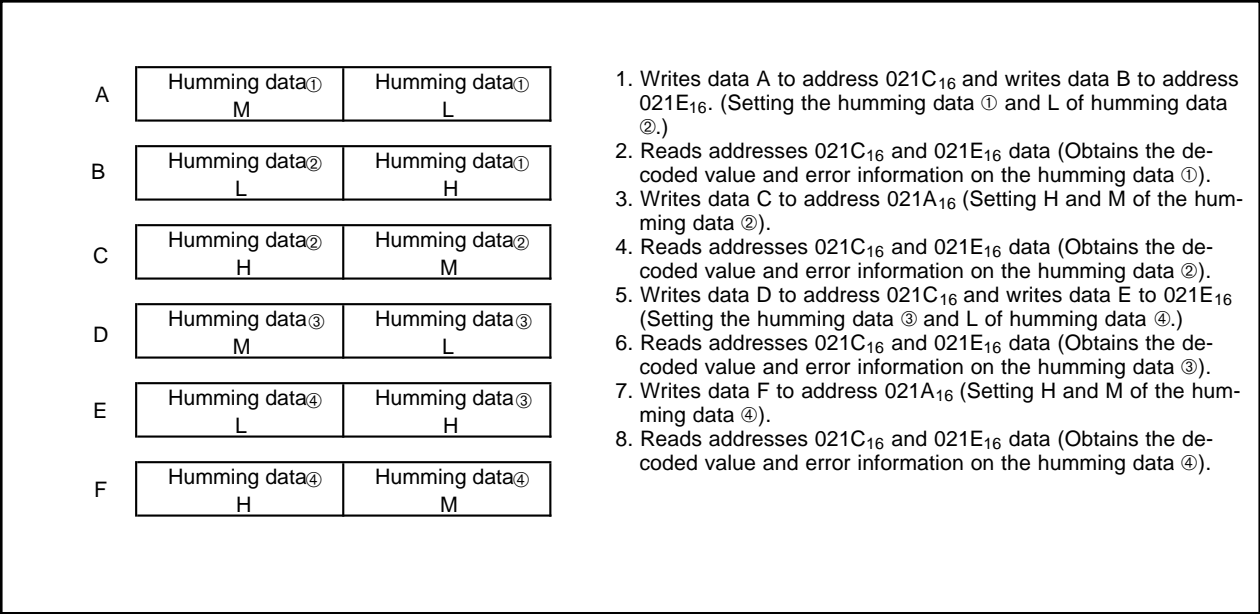 A
Humming data① Humming data①
M L
B
Humming data② Humming data①
L H
C
Humming data② Humming data②
H M
D
Humming data③ Humming data③
M L
E
Humming data④ Humming data③
L H
F
Humming data④ Humming data④
H M
1. Writes data A to address 021C₁₆ and writes data B to address
021E₁₆. (Setting the humming data ① and L of humming data
②.)
2. Reads addresses 021C₁₆ and 021E₁₆ data (Obtains the de-
coded value and error information on the humming data ①).
3. Writes data C to address 021A₁₆ (Setting H and M of the hum-
ming data ②).
4. Reads addresses 021C₁₆ and 021E₁₆ data (Obtains the de-
coded value and error information on the humming data ②).
5. Writes data D to address 021C₁₆ and writes data E to 021E₁₆
(Setting the humming data ③ and L of humming data ④.)
6. Reads addresses 021C₁₆ and 021E₁₆ data (Obtains the de-
coded value and error information on the humming data ③).
7. Writes data F to address 021A₁₆ (Setting H and M of the hum-
ming data ④).
8. Reads addresses 021C₁₆ and 021E₁₆ data (Obtains the de-
coded value and error information on the humming data ④).